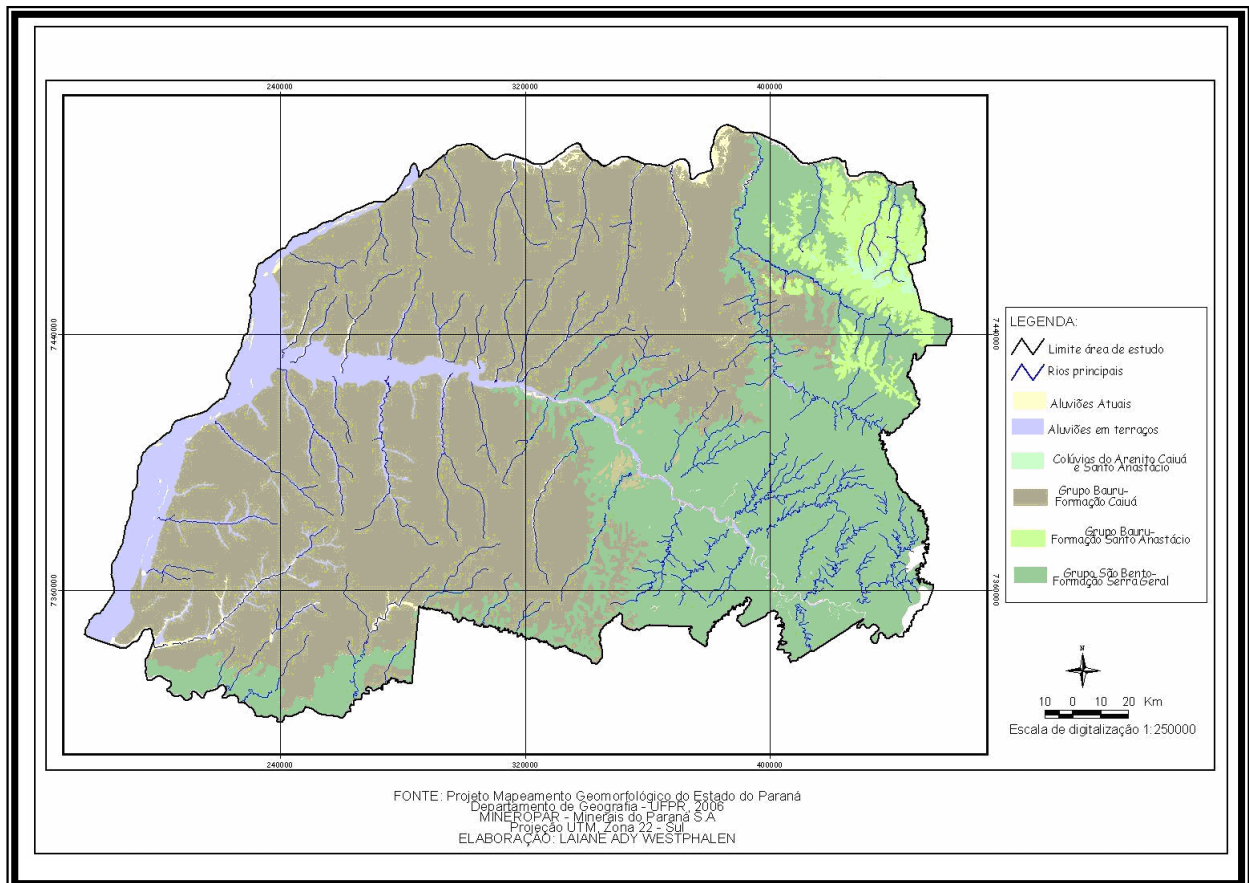 240000
320000
400000
7440000
7440000
7360000
7360000
240000
320000
400000
LEGENDA:
Limite área de estudo
Rios principais
Aluviões Atuais
Aluviões em terraços
Colúvios do Arenito Caiuá
e Santo Anastácio
Grupo Bauru-
Formação Caiuá
Grupo Bauru-
Formação Santo Anastácio
Grupo São Bento-
Formação Serra Geral
N
10 0 10 20 Km
Escala de digitalização 1:250000
FONTE: Projeto Mapeamento Geomorfológico do Estado do Paraná
Departamento de Geografia - UFPR, 2006
MINEROPAR - Minerais do Paraná S.A
Projeção UTM, Zona 22 - Sul
ELABORAÇÃO: LAIANE ADY WESTPHALEN